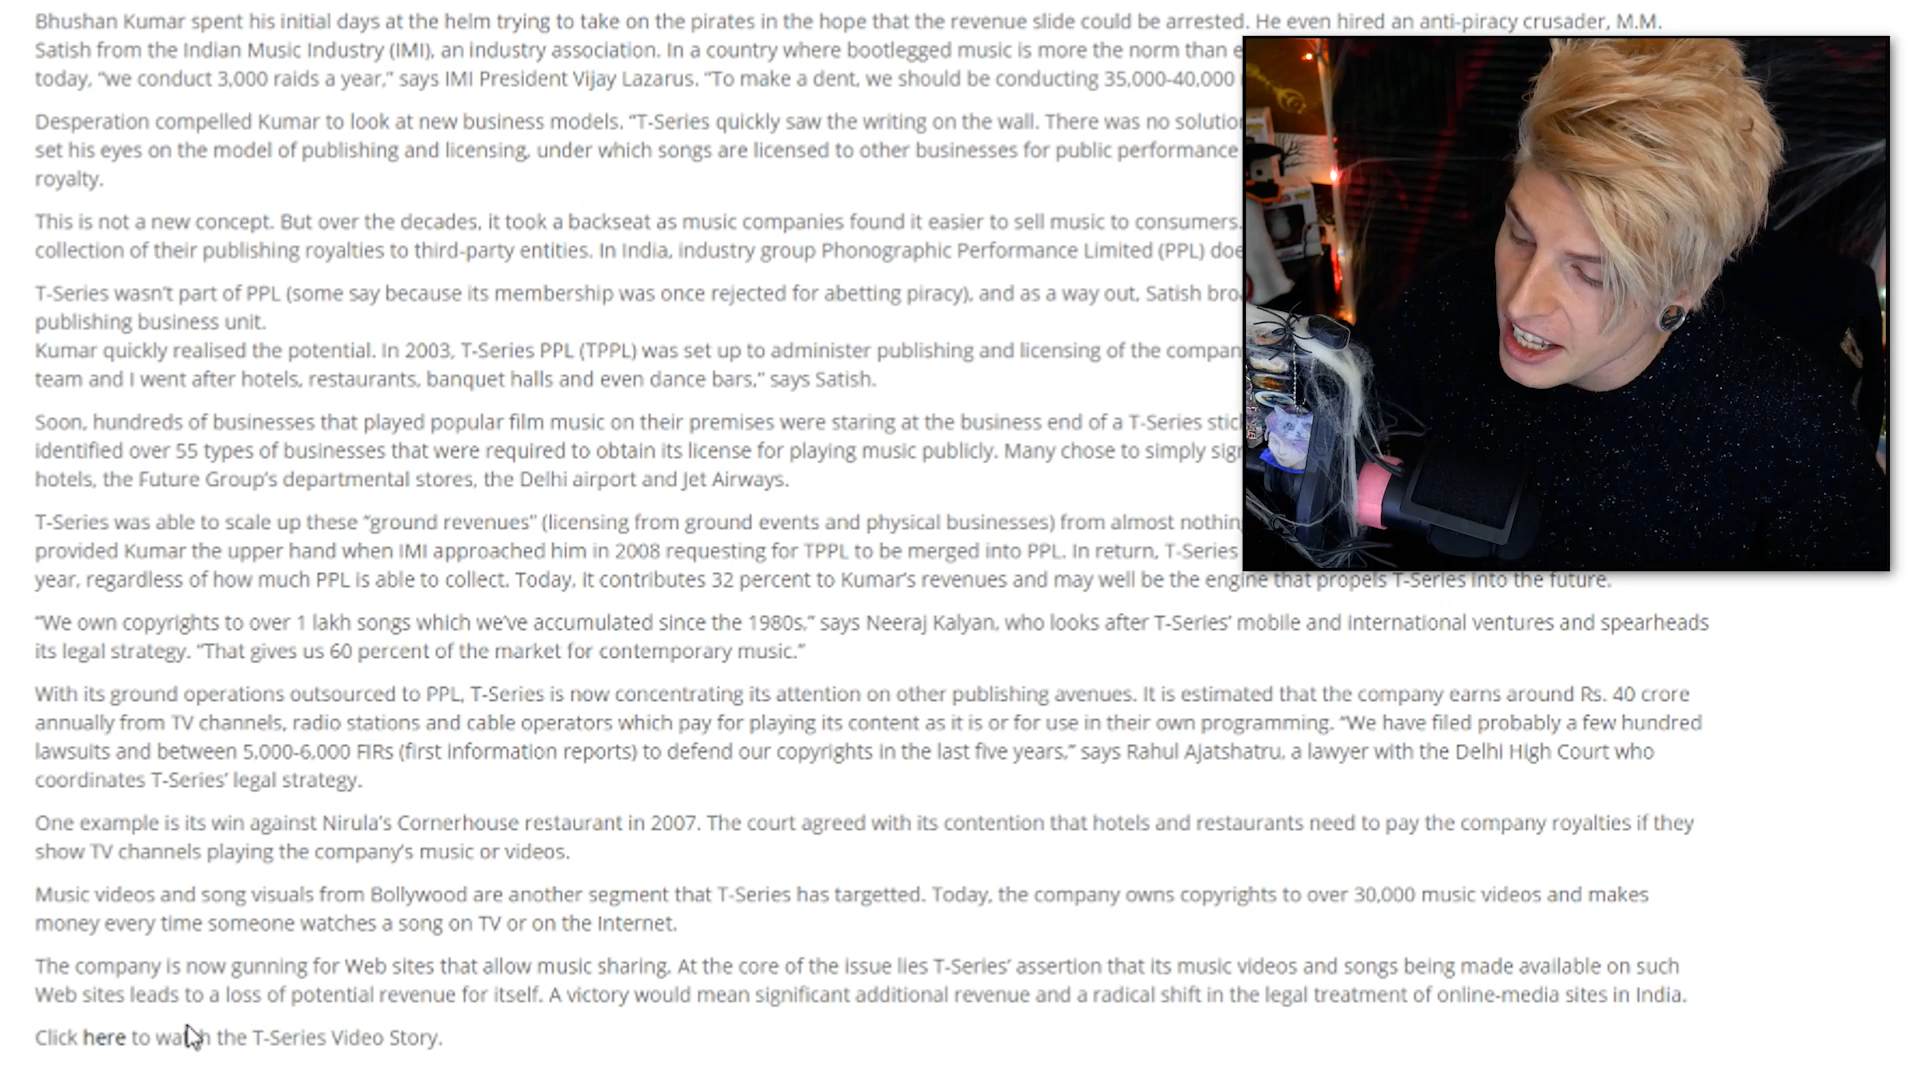 Bhushan Kumar spent his initial days at the helm trying to take on the pirates in the hope that the revenue slide could be arrested. He even hired an anti-piracy crusader, M.M.
Satish from the Indian Music Industry (IMI), an industry association. In a country where bootlegged music is more the norm than
today, “we conduct 3,000 raids a year,” says IMI President Vijay Lazarus. “To make a dent, we should be conducting 35,000-40,000
Desperation compelled Kumar to look at new business models. “T-Series quickly saw the writing on the wall. There was no
set his eyes on the model of publishing and licensing, under which songs are licensed to other businesses for public performance
royalty.
This is not a new concept. But over the decades, it took a backseat as music companies found it easier to sell music to consumers.
collection of their publishing royalties to third-party entities. In India, industry group Phonographic Performance Limited (PPL)
T-Series wasn’t part of PPL (some say because its membership was once rejected for abetting piracy), and as a way out, Satish
publishing business unit.
Kumar quickly realised the potential. In 2003, T-Series PPL (TPPL) was set up to administer publishing and licensing of the
team and I went after hotels, restaurants, banquet halls and even dance bars,” says Satish.
Soon, hundreds of businesses that played popular film music on their premises were staring at the business end of a T-Series
identified over 55 types of businesses that were required to obtain its license for playing music publicly. Many chose to simply
hotels, the Future Group’s departmental stores, the Delhi airport and Jet Airways.
T-Series was able to scale up these “ground revenues” (licensing from ground events and physical businesses) from almost
provided Kumar the upper hand when IMI approached him in 2008 requesting for TPPL to be merged into PPL. In return, T-Series
year, regardless of how much PPL is able to collect. Today, it contributes 32 percent to Kumar’s revenues and may well be the engine that propels T-Series into the future.
“We own copyrights to over 1 lakh songs which we’ve accumulated since the 1980s,” says Neeraj Kalyan, who looks after T-Series’ mobile and international ventures and spearheads
its legal strategy. “That gives us 60 percent of the market for contemporary music.”
With its ground operations outsourced to PPL, T-Series is now concentrating its attention on other publishing avenues. It is estimated that the company earns around Rs. 40 crore
annually from TV channels, radio stations and cable operators which pay for playing its content as it is or for use in their own programming. “We have filed probably a few hundred
lawsuits and between 5,000-6,000 FIRs (first information reports) to defend our copyrights in the last five years,” says Rahul Ajatshatru, a lawyer with the Delhi High Court who
coordinates T-Series’ legal strategy.
One example is its win against Nirula’s Cornerhouse restaurant in 2007. The court agreed with its contention that hotels and restaurants need to pay the company royalties if they
show TV channels playing the company’s music or videos.
Music videos and song visuals from Bollywood are another segment that T-Series has targetted. Today, the company owns copyrights to over 30,000 music videos and makes
money every time someone watches a song on TV or on the Internet.
The company is now gunning for Web sites that allow music sharing. At the core of the issue lies T-Series’ assertion that its music videos and songs being made available on such
Web sites leads to a loss of potential revenue for itself. A victory would mean significant additional revenue and a radical shift in the legal treatment of online-media sites in India.
Click here to watch the T-Series Video Story.